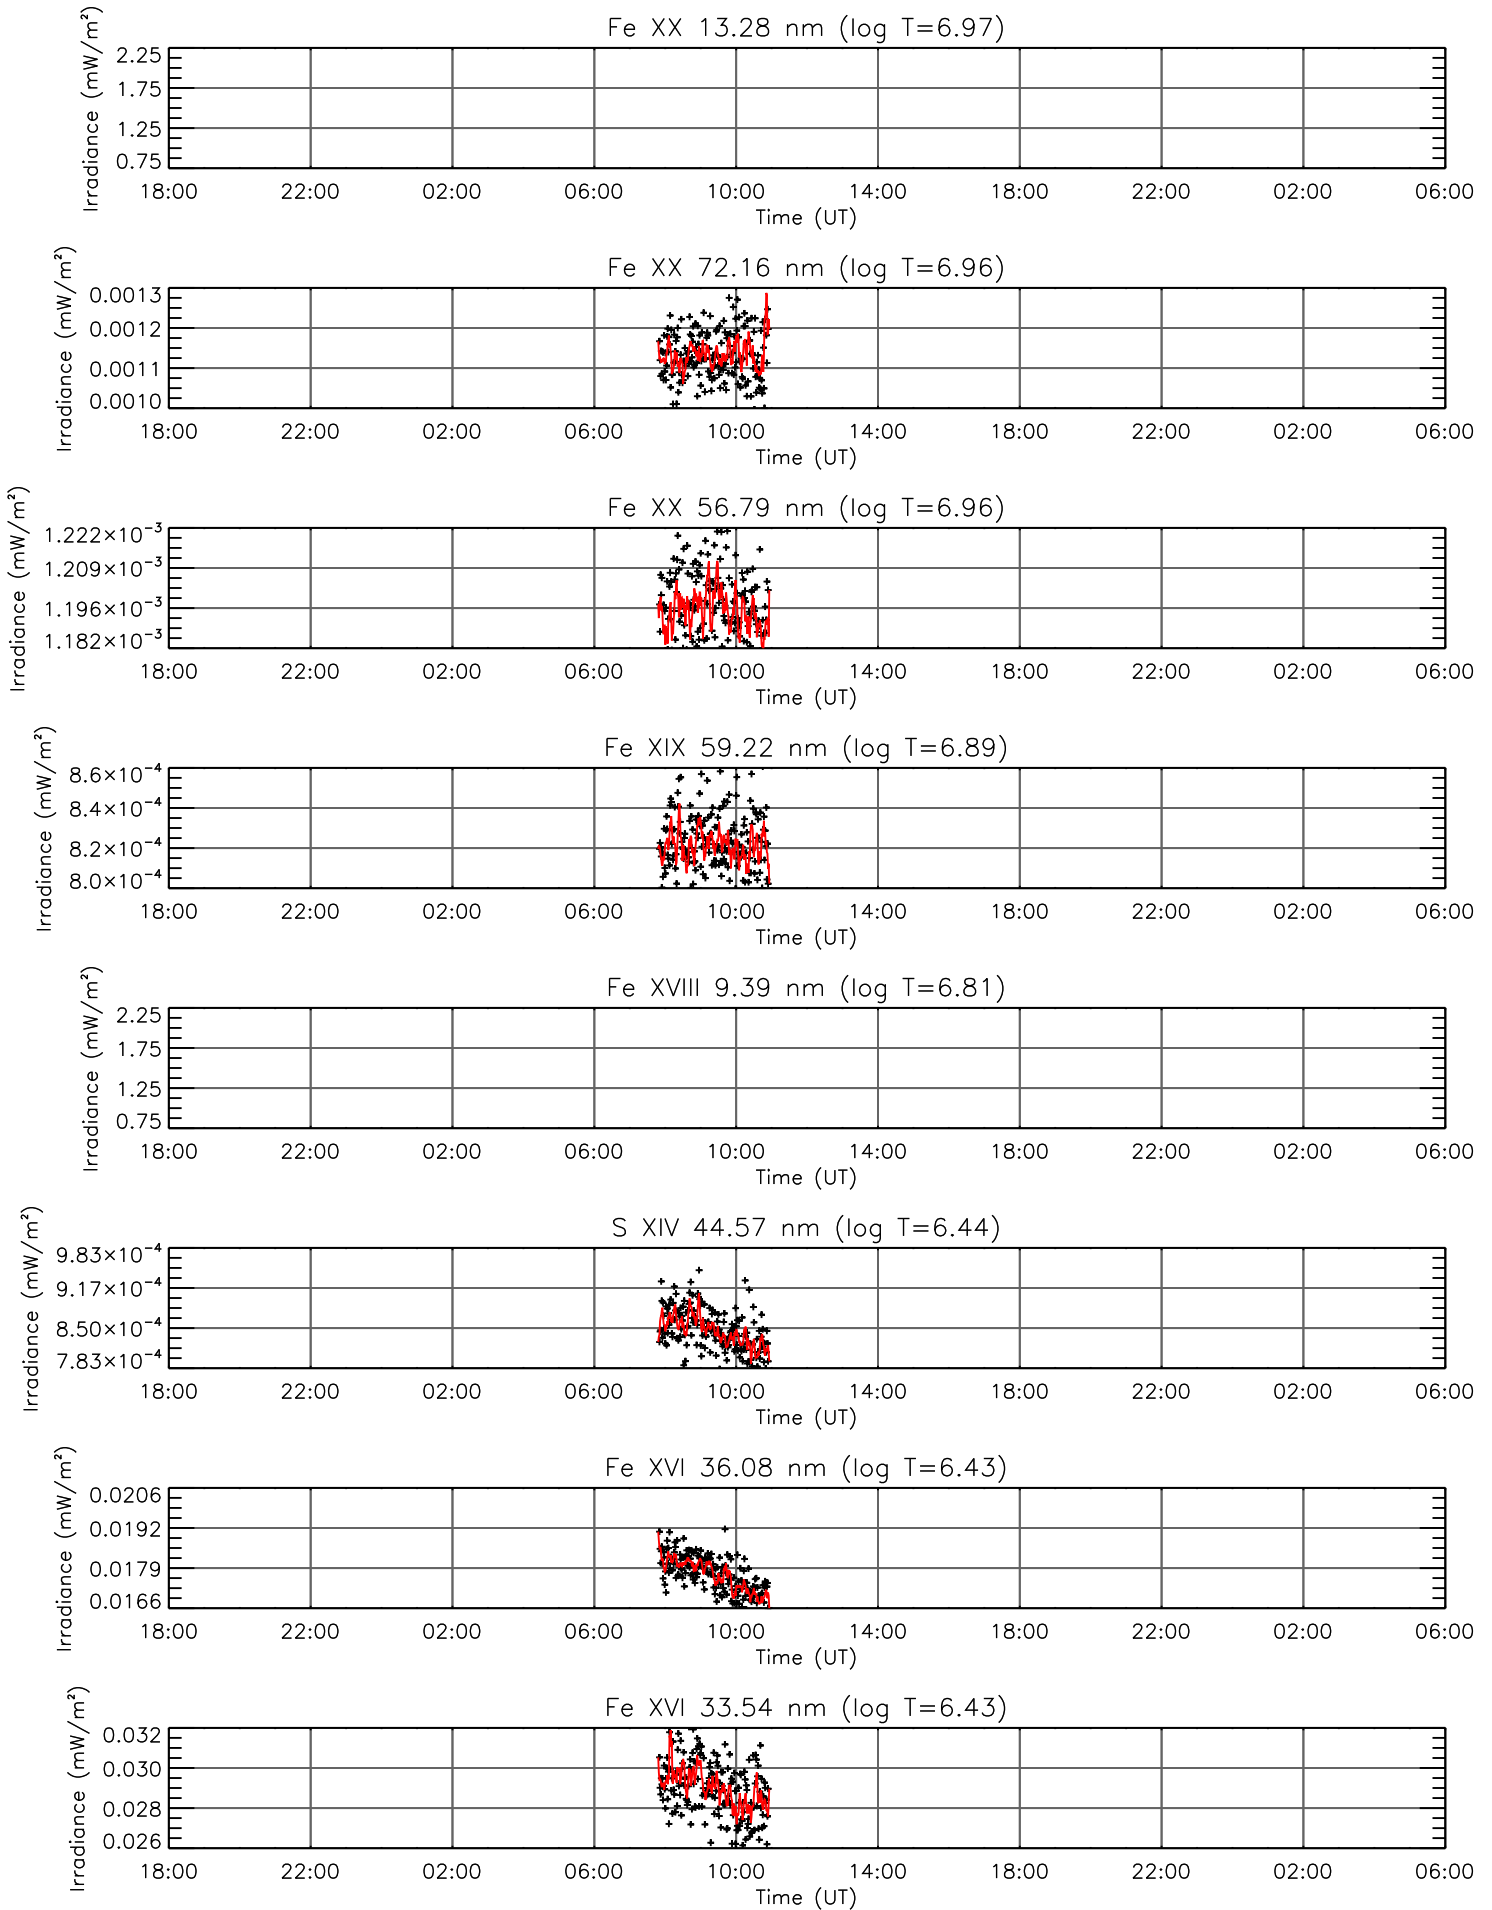 Fe XX 13.28 nm (log T=6.97)
Irradiance (mW/m²)
2.25
1.75
1.25
0.75
18:00 22:00 02:00 06:00 10:00 14:00 18:00 22:00 02:00 06:00
Time (UT)
Fe XX 72.16 nm (log T=6.96)
Irradiance (mW/m²)
0.0013
0.0012
0.0011
0.0010
18:00 22:00 02:00 06:00 10:00 14:00 18:00 22:00 02:00 06:00
Time (UT)
Fe XX 56.79 nm (log T=6.96)
Irradiance (mW/m²)
1.222×10⁻³
1.209×10⁻³
1.196×10⁻³
1.182×10⁻³
18:00 22:00 02:00 06:00 10:00 14:00 18:00 22:00 02:00 06:00
Time (UT)
Fe XIX 59.22 nm (log T=6.89)
Irradiance (mW/m²)
8.6×10⁻⁴
8.4×10⁻⁴
8.2×10⁻⁴
8.0×10⁻⁴
18:00 22:00 02:00 06:00 10:00 14:00 18:00 22:00 02:00 06:00
Time (UT)
Fe XVIII 9.39 nm (log T=6.81)
Irradiance (mW/m²)
2.25
1.75
1.25
0.75
18:00 22:00 02:00 06:00 10:00 14:00 18:00 22:00 02:00 06:00
Time (UT)
S XIV 44.57 nm (log T=6.44)
Irradiance (mW/m²)
9.83×10⁻⁴
9.17×10⁻⁴
8.50×10⁻⁴
7.83×10⁻⁴
18:00 22:00 02:00 06:00 10:00 14:00 18:00 22:00 02:00 06:00
Time (UT)
Fe XVI 36.08 nm (log T=6.43)
Irradiance (mW/m²)
0.0206
0.0192
0.0179
0.0166
18:00 22:00 02:00 06:00 10:00 14:00 18:00 22:00 02:00 06:00
Time (UT)
Fe XVI 33.54 nm (log T=6.43)
Irradiance (mW/m²)
0.032
0.030
0.028
0.026
18:00 22:00 02:00 06:00 10:00 14:00 18:00 22:00 02:00 06:00
Time (UT)